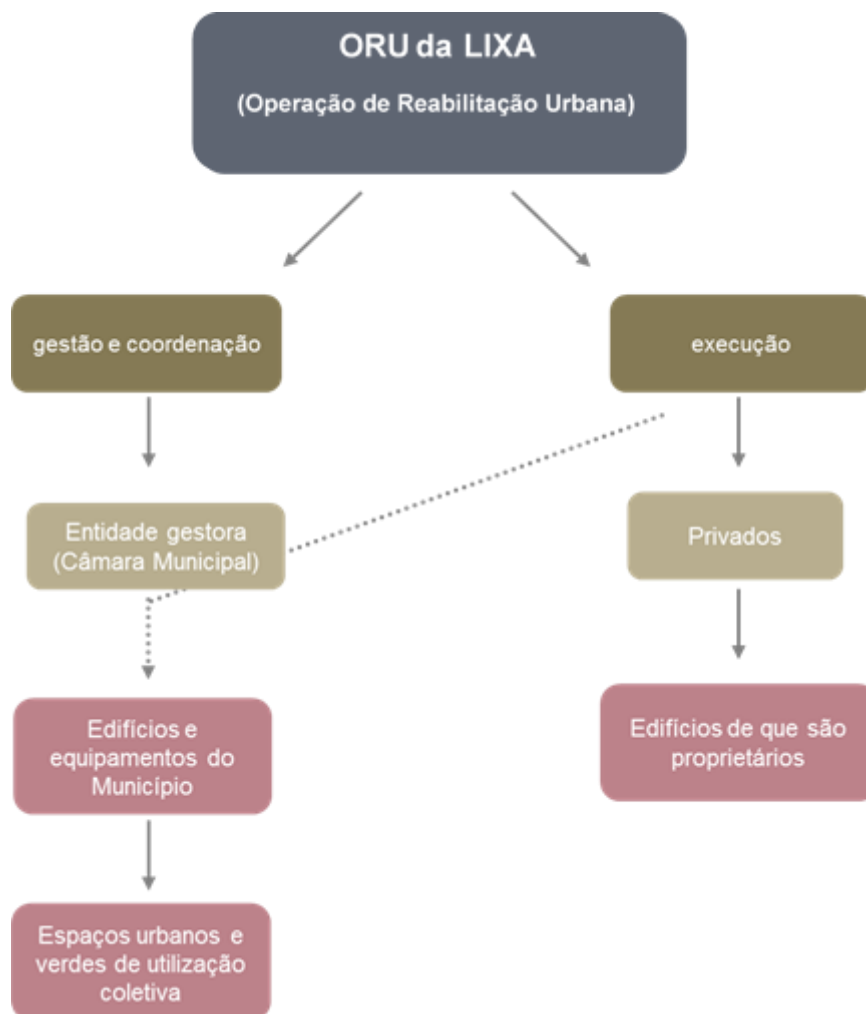 ORU da LIXA
(Operação de Reabilitação Urbana)
gestão e coordenação
execução
Entidade gestora
(Câmara Municipal)
Privados
Edifícios e
equipamentos do
Município
Edifícios de que são
proprietários
Espaços urbanos e
verdes de utilização
coletiva